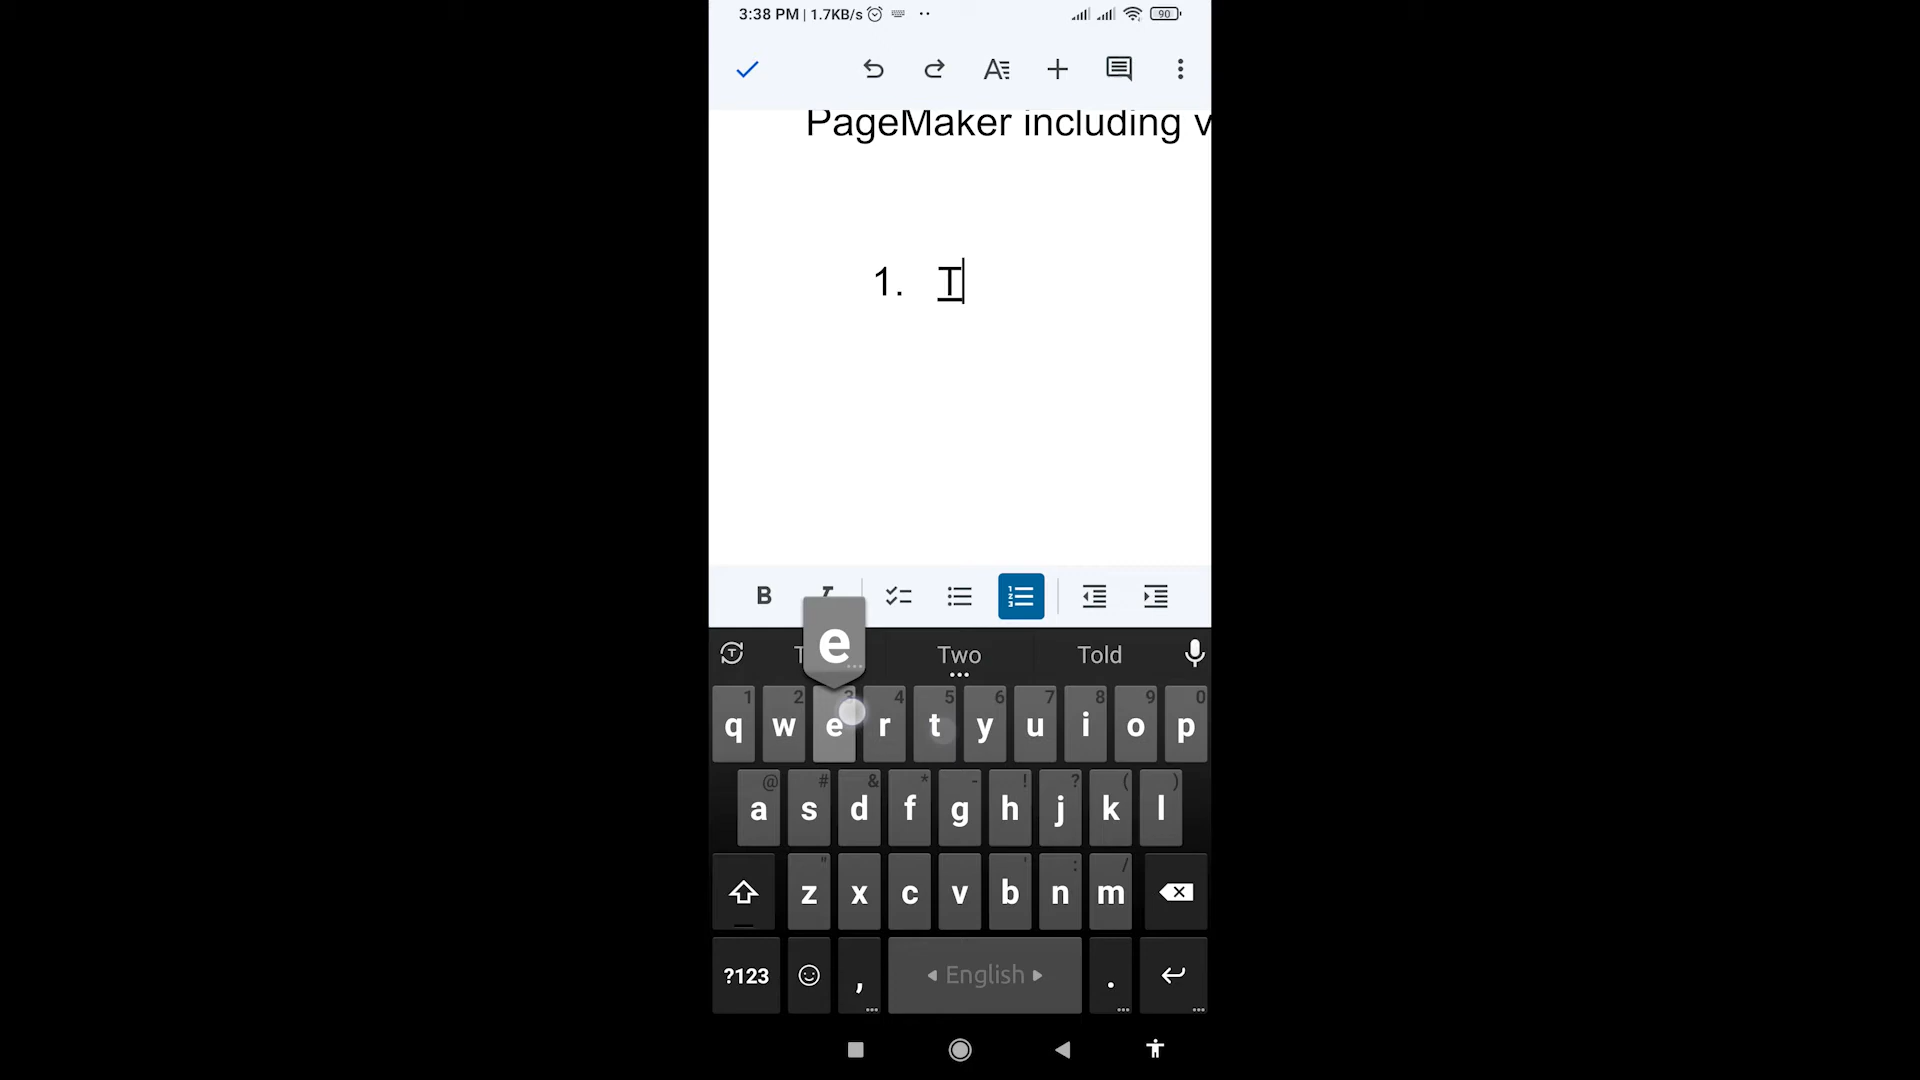 3:38 PM | 1.7KB/s 90
PageMaker including v
1. T
B
e Two Told
1 2 3 4 5 6 7 8 9 0
q w e r t y u i o p
@ # & * - ! ? ( )
a s d f g h j k l
" ' : /
z x c v b n m
?123 , English .